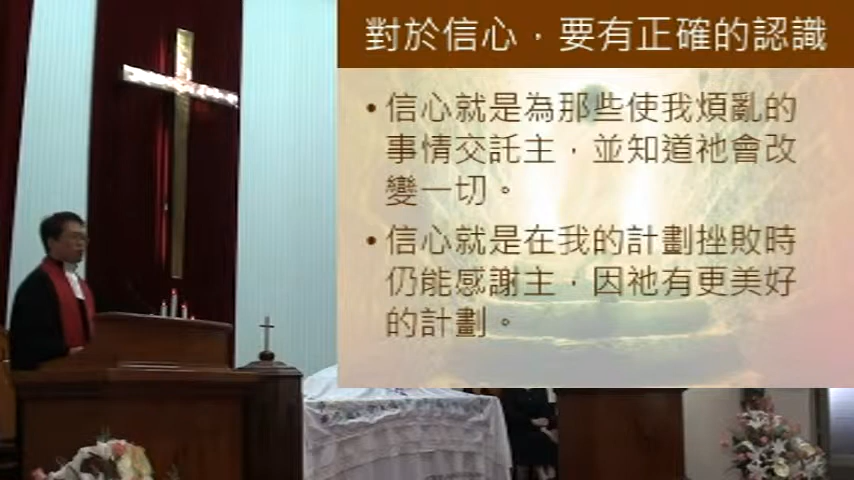 對於信心，要有正確的認識
• 信心就是為那些使我煩亂的
事情交託主，並知道祂會改
變一切。
• 信心就是在我的計劃挫敗時
仍能感謝主，因祂有更美好
的計劃。